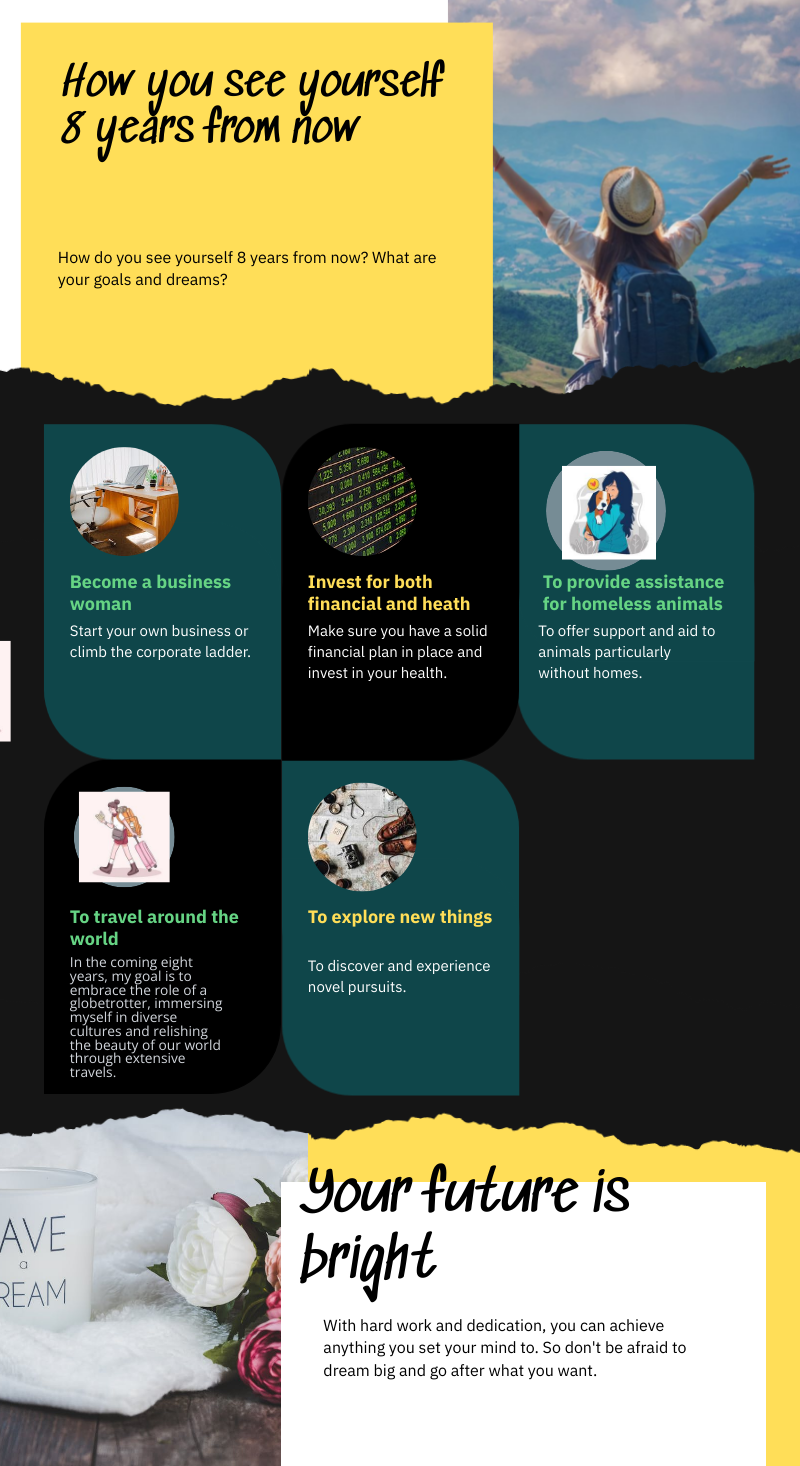 How you see yourself
8 years from now
How do you see yourself 8 years from now? What are
your goals and dreams?
Become a business
woman
Start your own business or
climb the corporate ladder.
Invest for both
financial and heath
Make sure you have a solid
financial plan in place and
invest in your health.
To provide assistance
for homeless animals
To offer support and aid to
animals particularly
without homes.
To travel around the
world
In the coming eight
years, my goal is to
embrace the role of a
globetrotter, immersing
myself in diverse
cultures and relishing
the beauty of our world
through extensive
travels.
To explore new things
To discover and experience
novel pursuits.
AVE
a
REAM
Your future is
bright
With hard work and dedication, you can achieve
anything you set your mind to. So don't be afraid to
dream big and go after what you want.